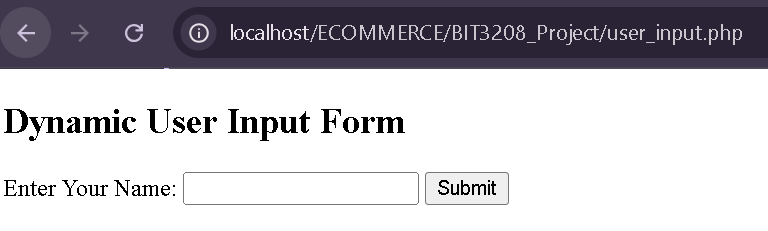 localhost/ECOMMERCE/BIT3208_Project/user_input.php
Dynamic User Input Form
Enter Your Name: Submit